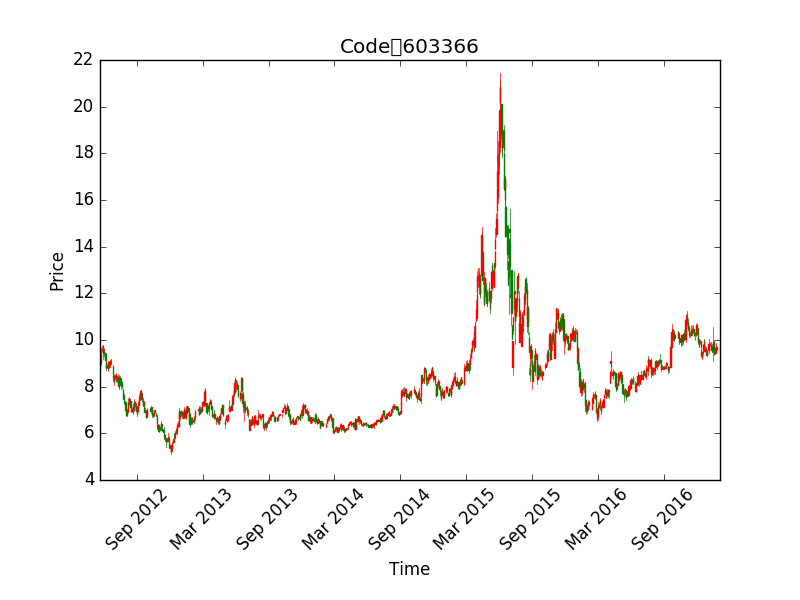 Code▯603366
22
20
18
16
14
12
10
8
6
4
Price
Sep 2012
Mar 2013
Sep 2013
Mar 2014
Sep 2014
Mar 2015
Sep 2015
Mar 2016
Sep 2016
Time